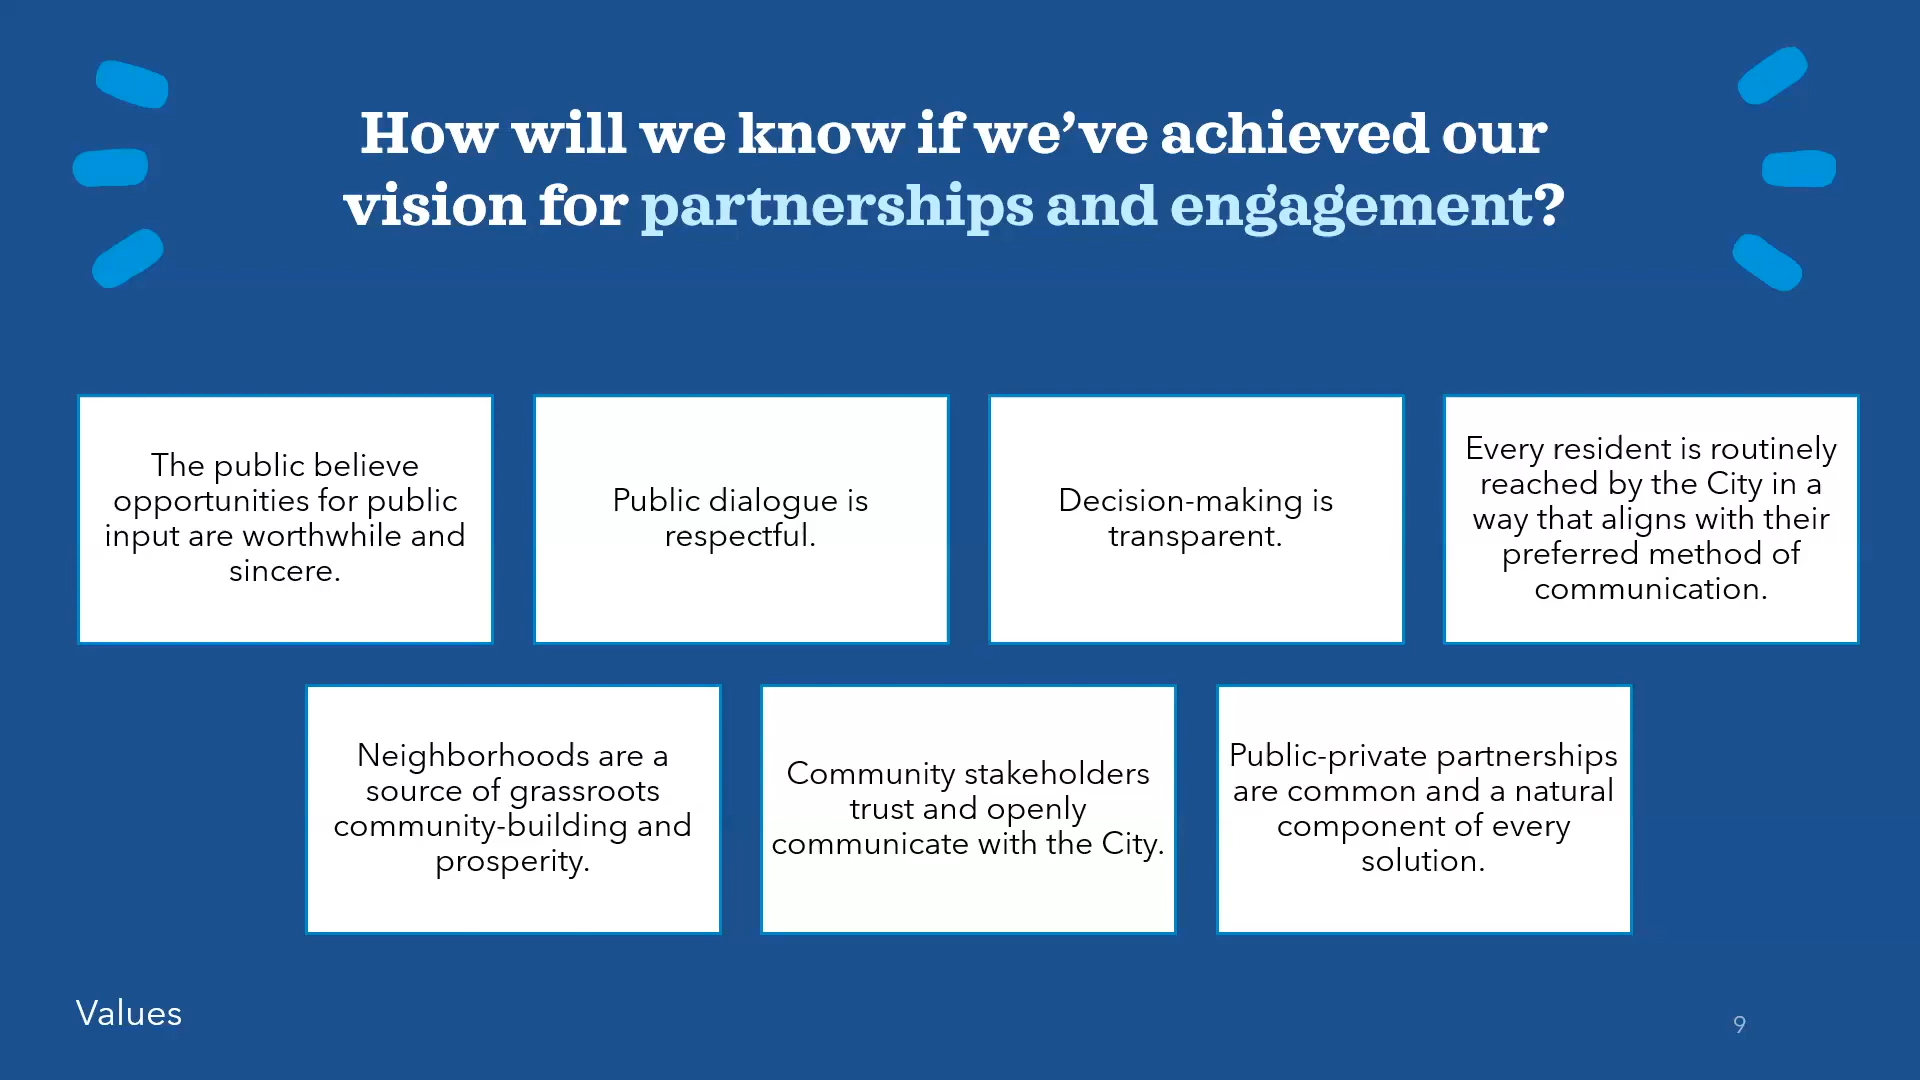 How will we know if we’ve achieved our
vision for partnerships and engagement?
The public believe
opportunities for public
input are worthwhile and
sincere.
Public dialogue is
respectful.
Decision-making is
transparent.
Every resident is routinely
reached by the City in a
way that aligns with their
preferred method of
communication.
Neighborhoods are a
source of grassroots
community-building and
prosperity.
Community stakeholders
trust and openly
communicate with the City.
Public-private partnerships
are common and a natural
component of every
solution.
Values
9